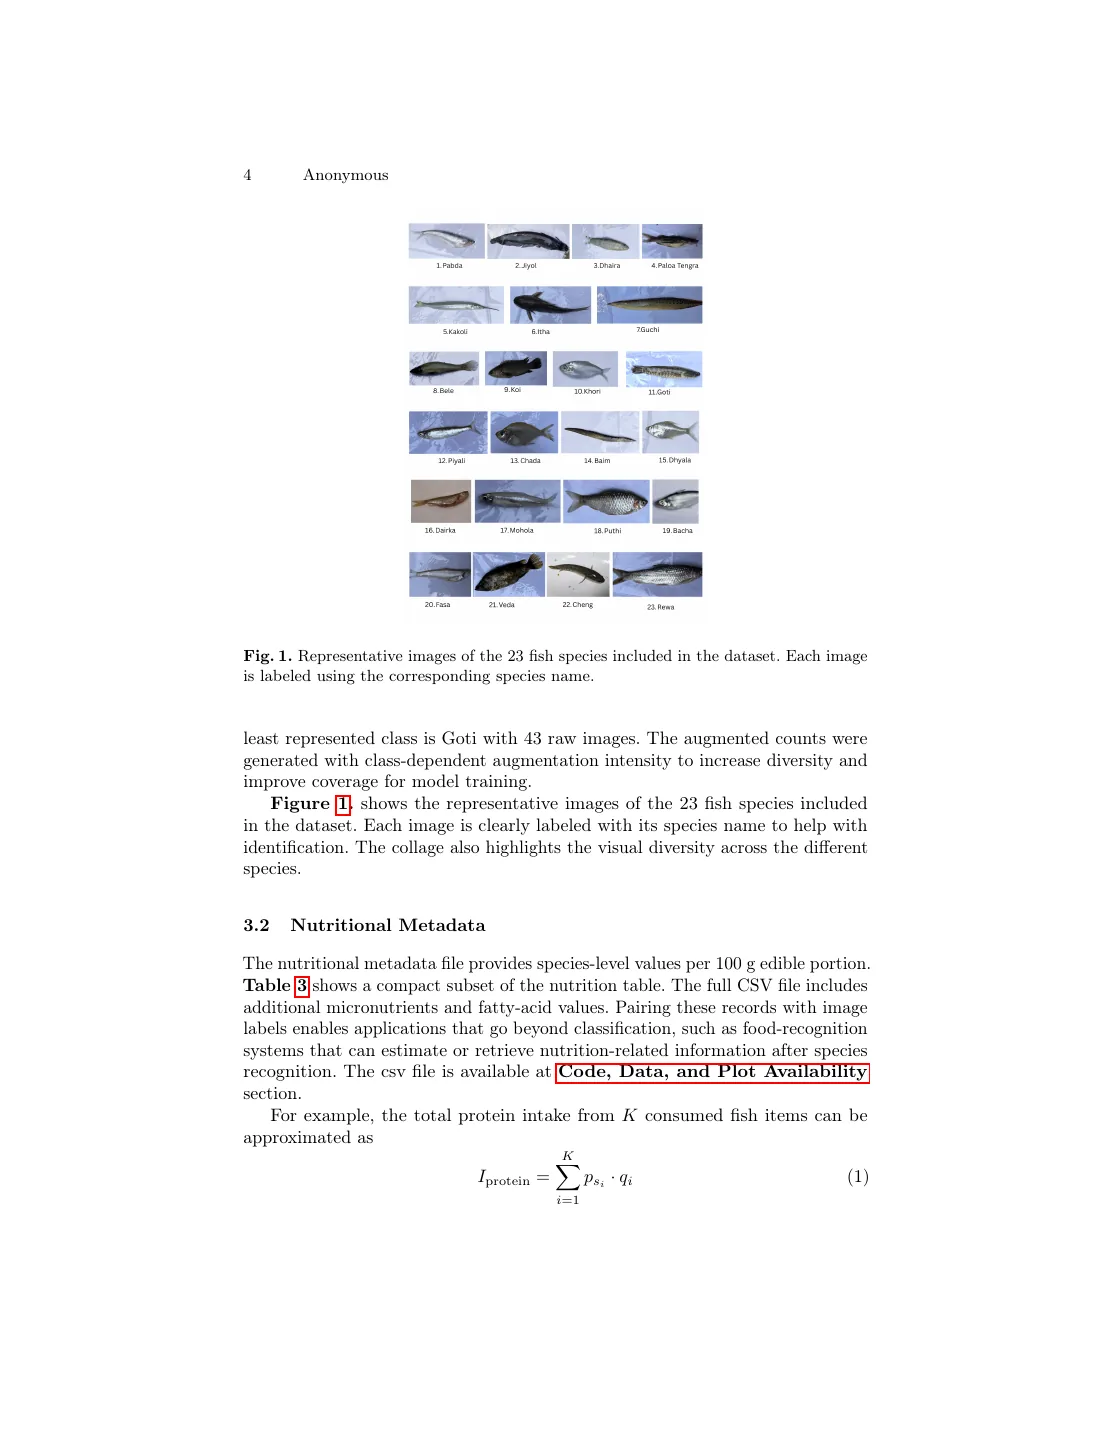 4 Anonymous
1. Pabda 2. Jiyol 3.Dhaira 4. Paloa Tengra
5.Kakoli 6.Itha 7.Guchi
8.Bele 9.Koi 10.Khori 11.Goti
12.Piyali 13. Chada 14. Baim 15. Dhyala
16. Dairka 17. Mohola 18. Puthi 19. Bacha
20. Fasa 21. Veda 22. Cheng 23. Rewa
Fig. 1. Representative images of the 23 fish species included in the dataset. Each image
is labeled using the corresponding species name.
least represented class is Goti with 43 raw images. The augmented counts were
generated with class-dependent augmentation intensity to increase diversity and
improve coverage for model training.
Figure 1. shows the representative images of the 23 fish species included
in the dataset. Each image is clearly labeled with its species name to help with
identification. The collage also highlights the visual diversity across the different
species.
3.2 Nutritional Metadata
The nutritional metadata file provides species-level values per 100 g edible portion.
Table 3 shows a compact subset of the nutrition table. The full CSV file includes
additional micronutrients and fatty-acid values. Pairing these records with image
labels enables applications that go beyond classification, such as food-recognition
systems that can estimate or retrieve nutrition-related information after species
recognition. The csv file is available at Code, Data, and Plot Availability
section.
For example, the total protein intake from K consumed fish items can be
approximated as
I_protein = ∑_{i=1}^{K} p_{s_i} · q_i (1)